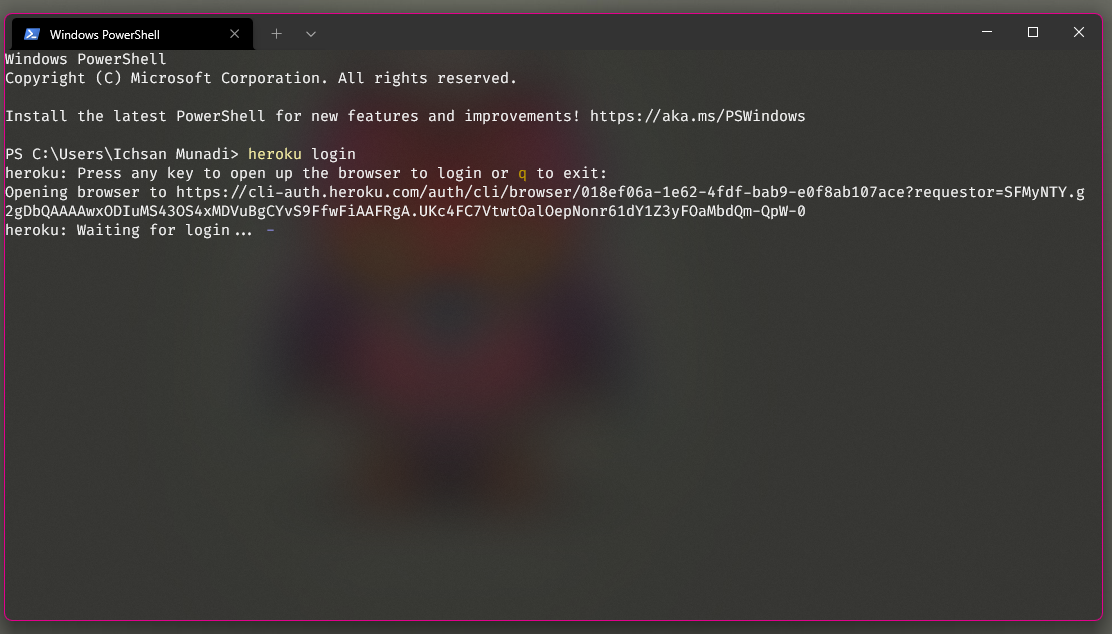 Windows PowerShell
Windows PowerShell
Copyright (C) Microsoft Corporation. All rights reserved.
Install the latest PowerShell for new features and improvements! https://aka.ms/PSWindows
PS C:\Users\Ichsan Munadi> heroku login
heroku: Press any key to open up the browser to login or q to exit:
Opening browser to https://cli-auth.heroku.com/auth/cli/browser/018ef06a-1e62-4fdf-bab9-e0f8ab107ace?requestor=SFMyNTY.g
2gDbQAAAAwxODIuMS43OS4xMDVuBgCYvS9FfwFiAAFRgA.UKc4FC7VtwtOalOepNonr61dY1Z3yFOaMbdQm-QpW-0
heroku: Waiting for login... -